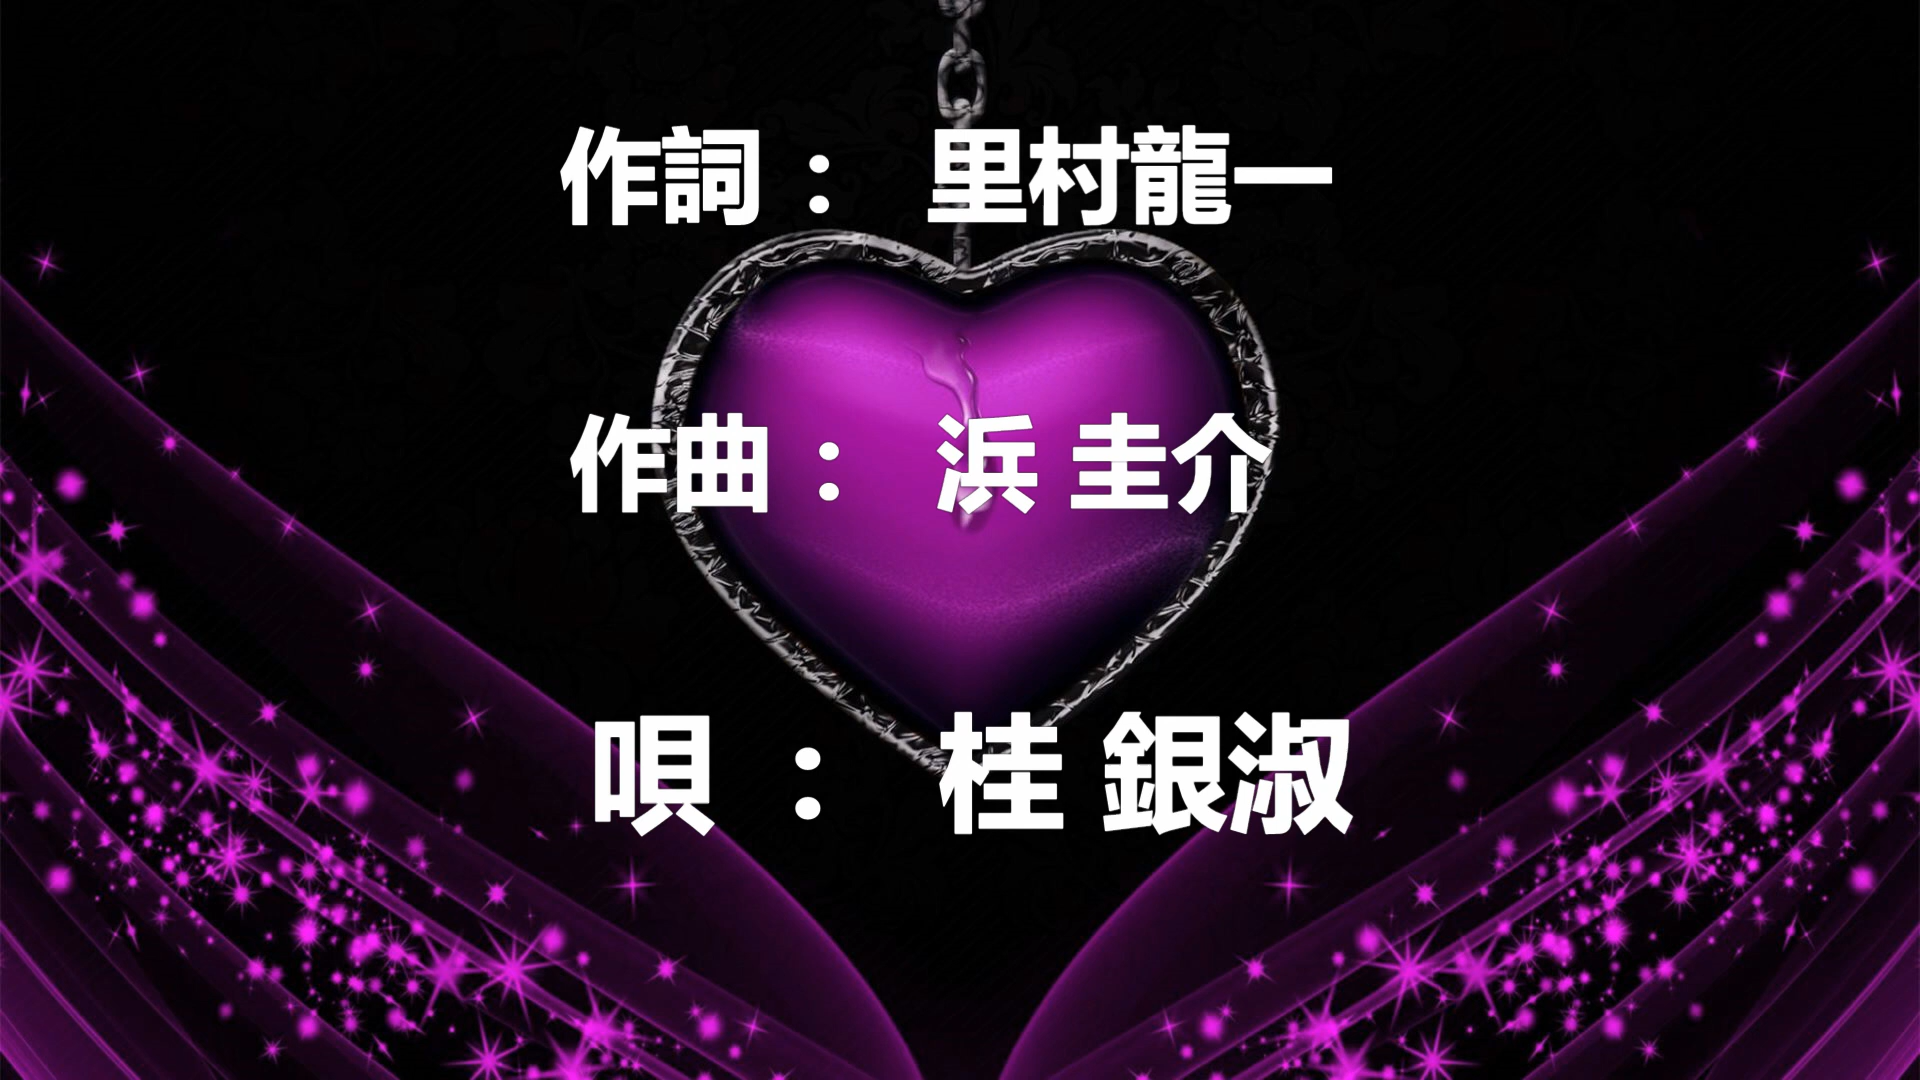 作詞： 里村龍一
作曲： 浜 圭介
唄 ： 桂 銀淑